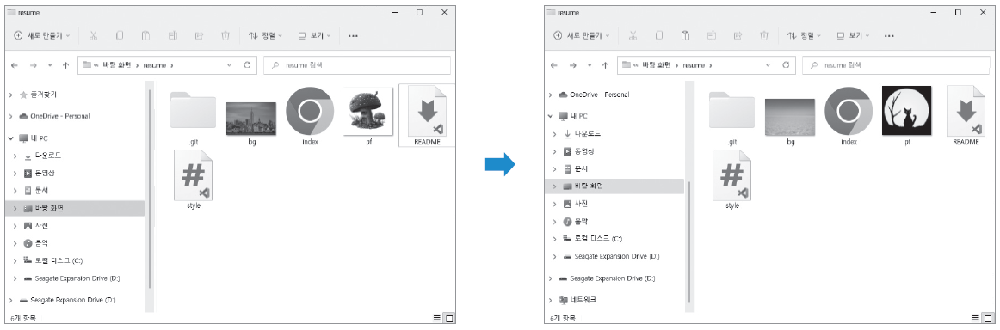 resume
새로 만들기
정렬
보기
바탕 화면 › resume ›
resume 검색
즐겨찾기
OneDrive - Personal
내 PC
다운로드
동영상
문서
바탕 화면
사진
음악
로컬 디스크 (C:)
Seagate Expansion Drive (D:)
Seagate Expansion Drive (D:)
.git
bg
index
pf
README
style
6개 항목
resume
새로 만들기
정렬
보기
바탕 화면 › resume ›
resume 검색
OneDrive - Personal
내 PC
다운로드
동영상
문서
바탕 화면
사진
음악
로컬 디스크 (C:)
Seagate Expansion Drive (D:)
Seagate Expansion Drive (D:)
네트워크
.git
bg
index
pf
README
style
6개 항목